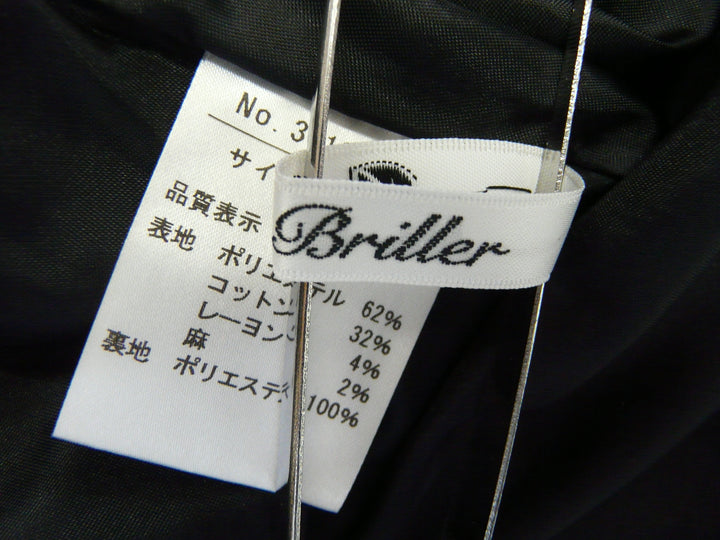 No. 3
サイ
品質表示
表地 ポリエステル 62%
コットン 32%
レーヨン 4%
麻 2%
裏地 ポリエステル 100%
Briller